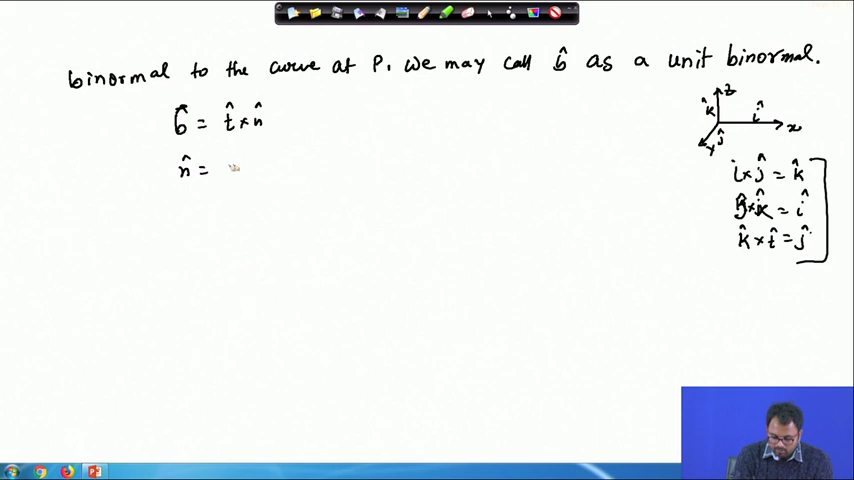 binormal to the curve at P. We may call b̂ as a unit binormal.
b̂ = t̂ × n̂
n̂ =
z
k̂
î
x
y
ĵ
i × ĵ = k̂
ĵ × k̂ = î
k̂ × î = ĵ